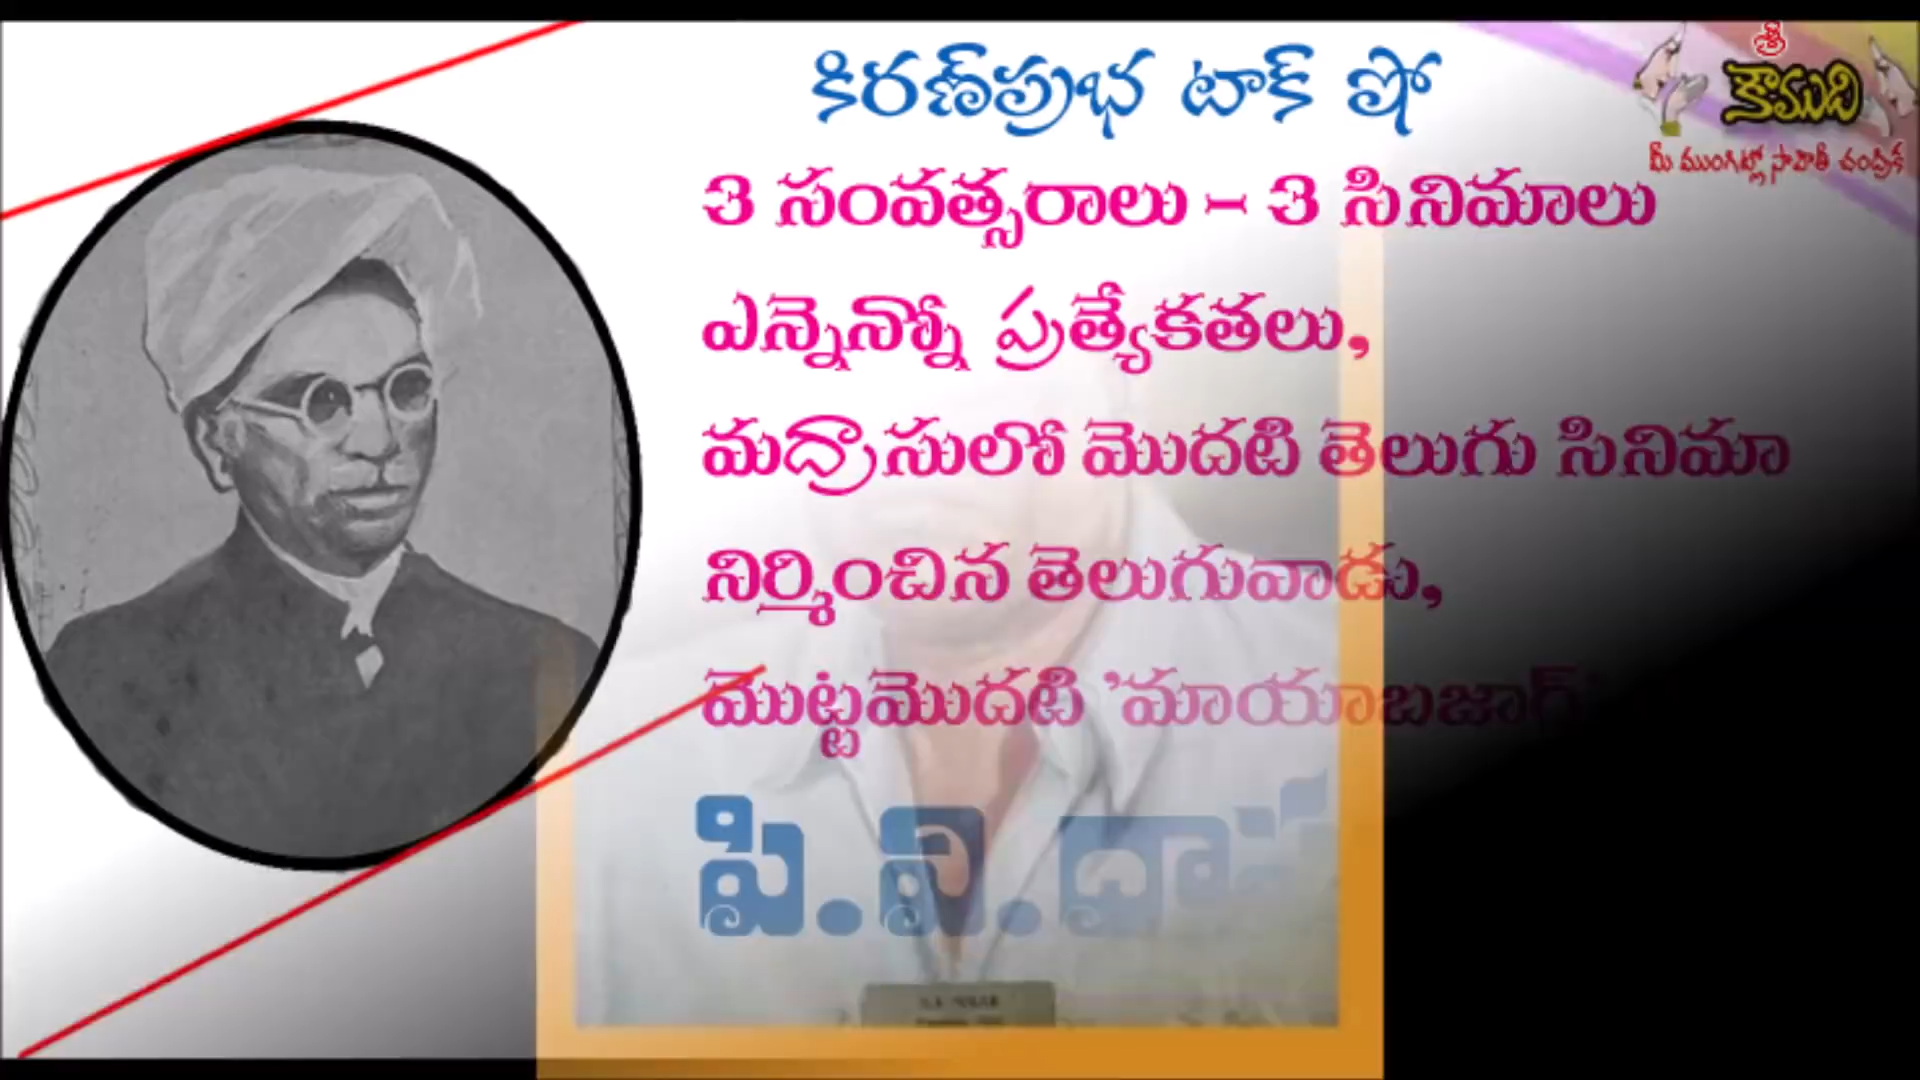 కిరణ్‌ప్రభ టాక్ షో
శ్రీ
కౌముది
మీ ముంగిట్లో సాహితీ చంద్రిక
3 సంవత్సరాలు - 3 సినిమాలు
ఎన్నెన్నో ప్రత్యేకతలు,
మద్రాసులో మొదటి తెలుగు సినిమా
నిర్మించిన తెలుగువాడు,
మొట్టమొదటి 'మాయాబజార్'
పి.వి.దాస